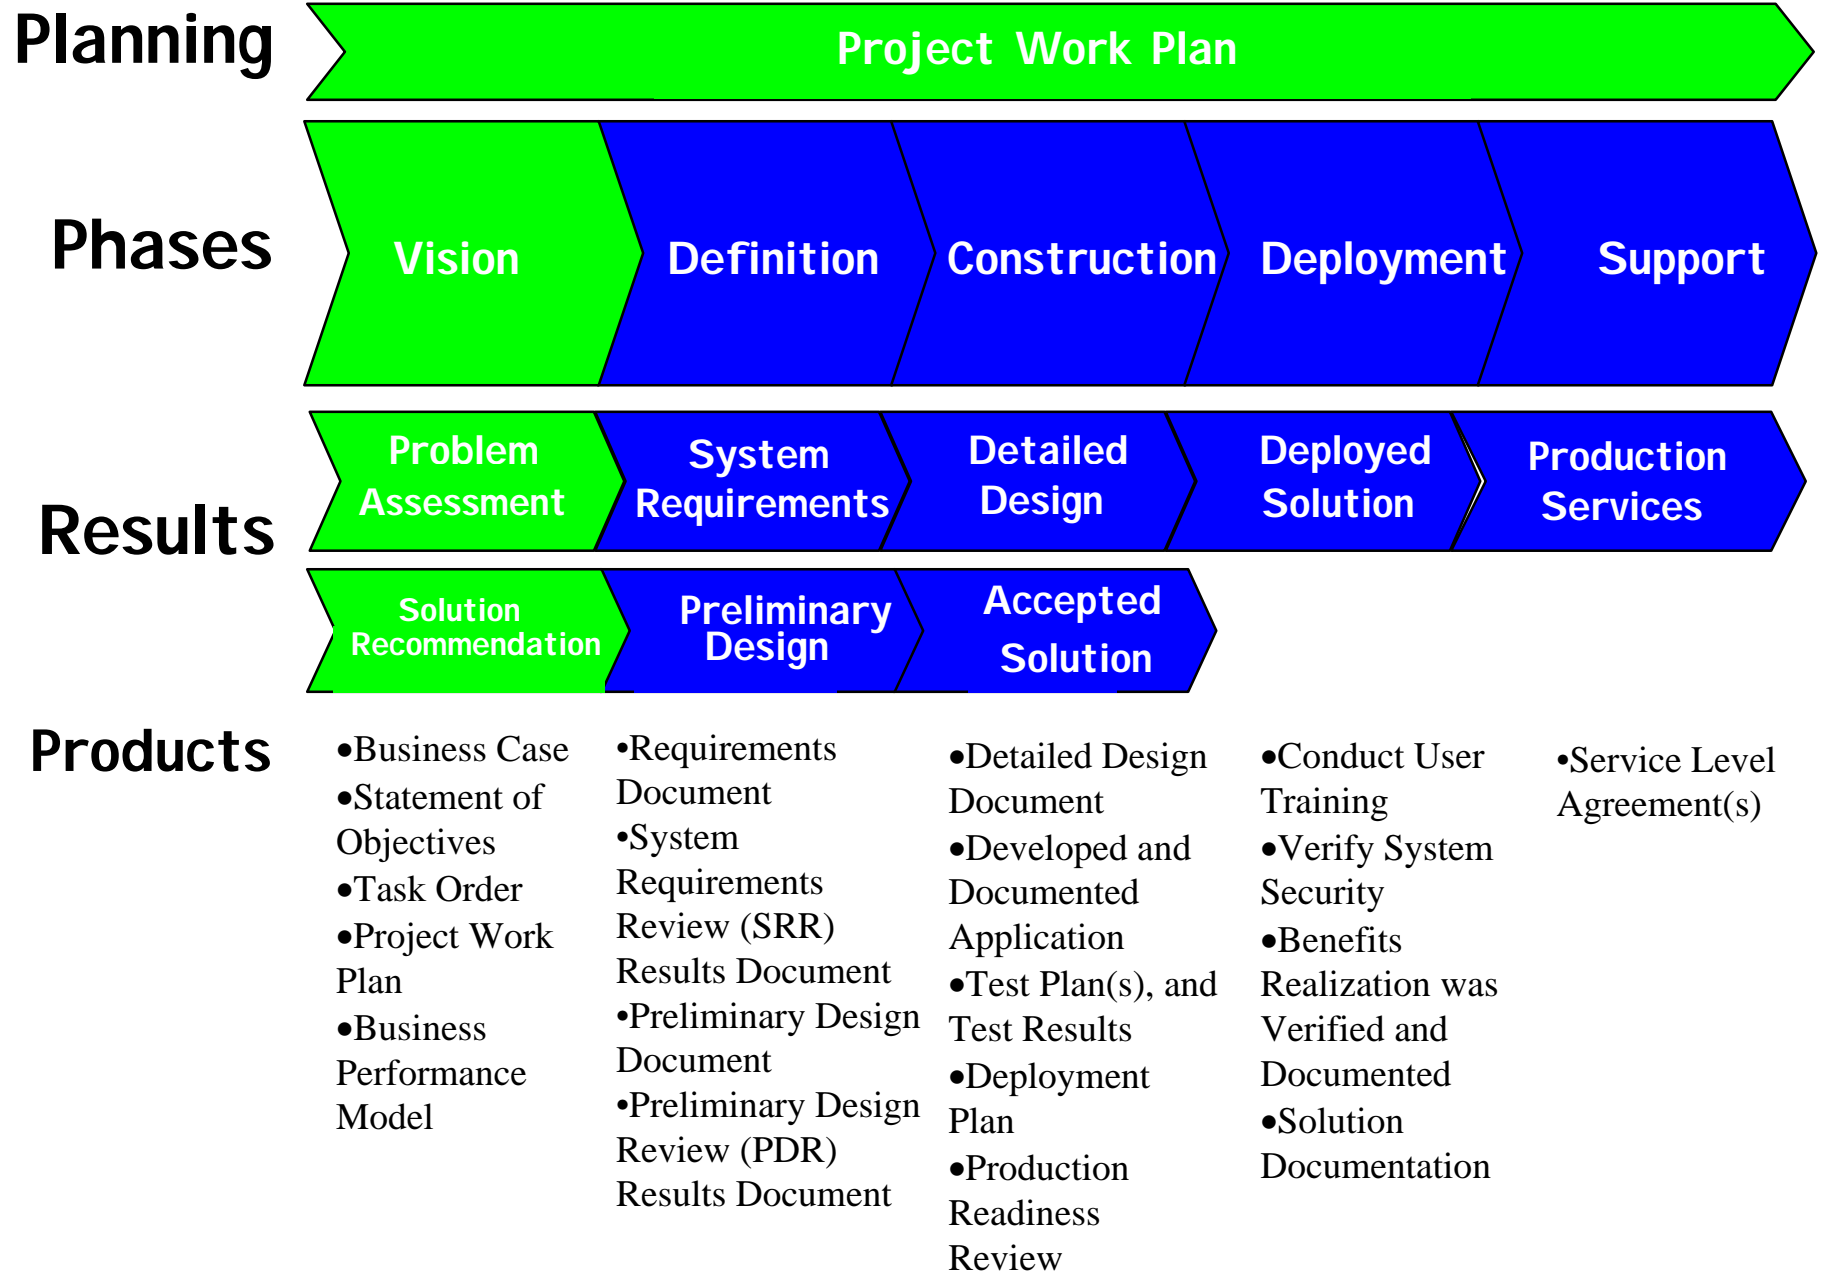 Planning
Project Work Plan
Phases
Vision
Definition
Construction
Deployment
Support
Results
Problem
Assessment
System
Requirements
Detailed
Design
Deployed
Solution
Production
Services
Solution
Recommendation
Preliminary
Design
Accepted
Solution
Products
•Business Case
•Statement of
Objectives
•Task Order
•Project Work
Plan
•Business
Performance
Model
•Requirements
Document
•System
Requirements
Review (SRR)
Results Document
•Preliminary Design
Document
•Preliminary Design
Review (PDR)
Results Document
•Detailed Design
Document
•Developed and
Documented
Application
•Test Plan(s), and
Test Results
•Deployment
Plan
•Production
Readiness
Review
•Conduct User
Training
•Verify System
Security
•Benefits
Realization was
Verified and
Documented
•Solution
Documentation
•Service Level
Agreement(s)